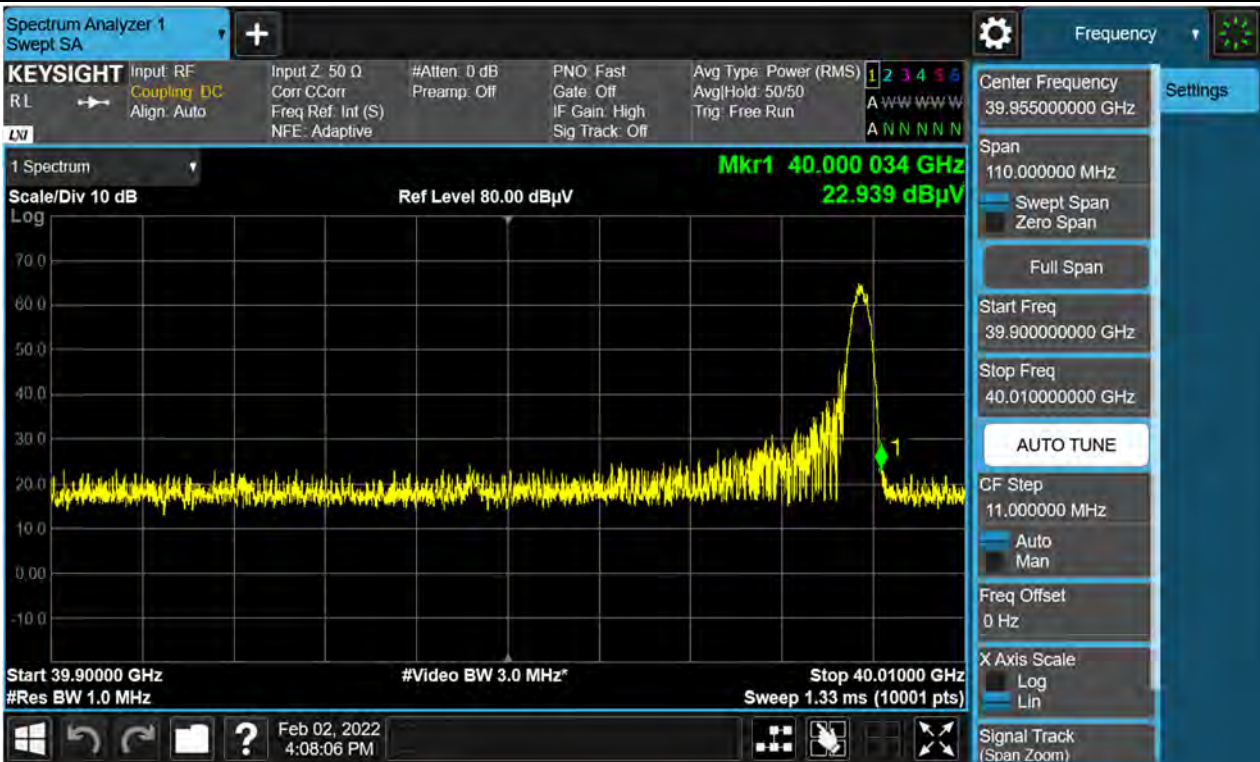 Spectrum Analyzer 1
Swept SA
+
Frequency
KEYSIGHT
R L
LXI
Input: RF
Coupling: DC
Align: Auto
Input Z: 50 Ω
Corr CCorr
Freq Ref: Int (S)
NFE: Adaptive
#Atten: 0 dB
Preamp: Off
PNO: Fast
Gate: Off
IF Gain: High
Sig Track: Off
Avg Type: Power (RMS)
Avg|Hold: 50/50
Trig: Free Run
1 2 3 4 5 6
A W W W W W
A N N N N N
1 Spectrum
Scale/Div 10 dB
Ref Level 80.00 dBµV
Mkr1 40.000 034 GHz
22.939 dBµV
Log
70.0
60.0
50.0
40.0
30.0
20.0
10.0
0.00
-10.0
1
Start 39.90000 GHz
#Res BW 1.0 MHz
#Video BW 3.0 MHz*
Stop 40.01000 GHz
Sweep 1.33 ms (10001 pts)
Center Frequency
39.955000000 GHz
Span
110.000000 MHz
Swept Span
Zero Span
Full Span
Start Freq
39.900000000 GHz
Stop Freq
40.010000000 GHz
AUTO TUNE
CF Step
11.000000 MHz
Auto
Man
Freq Offset
0 Hz
X Axis Scale
Log
Lin
Signal Track
(Span Zoom)
Settings
?
Feb 02, 2022
4:08:06 PM